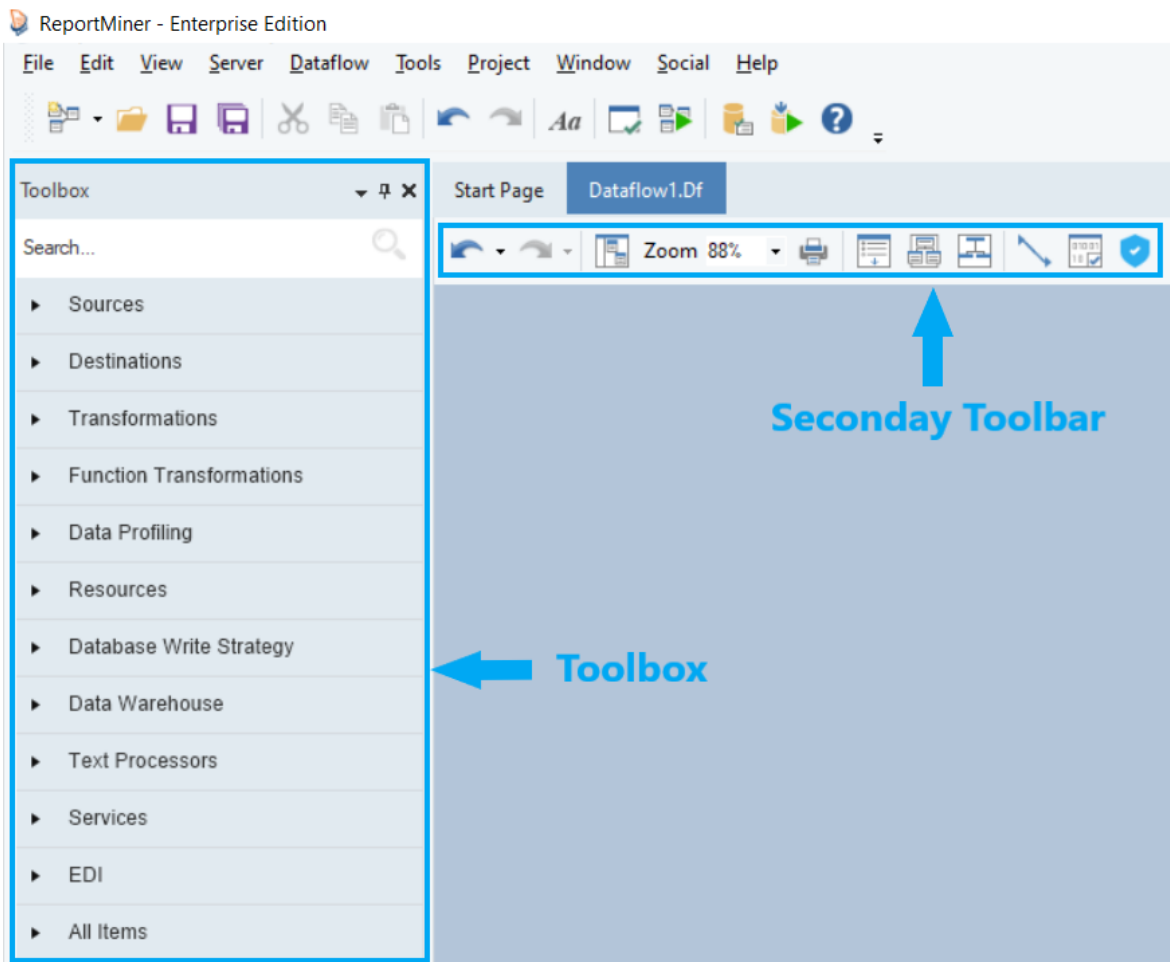 ReportMiner - Enterprise Edition
File Edit View Server Dataflow Tools Project Window Social Help
Aa
Toolbox
Start Page Dataflow1.Df
Search...
Zoom 88%
Sources
Destinations
Transformations
Seconday Toolbar
Function Transformations
Data Profiling
Resources
Database Write Strategy
Toolbox
Data Warehouse
Text Processors
Services
EDI
All Items